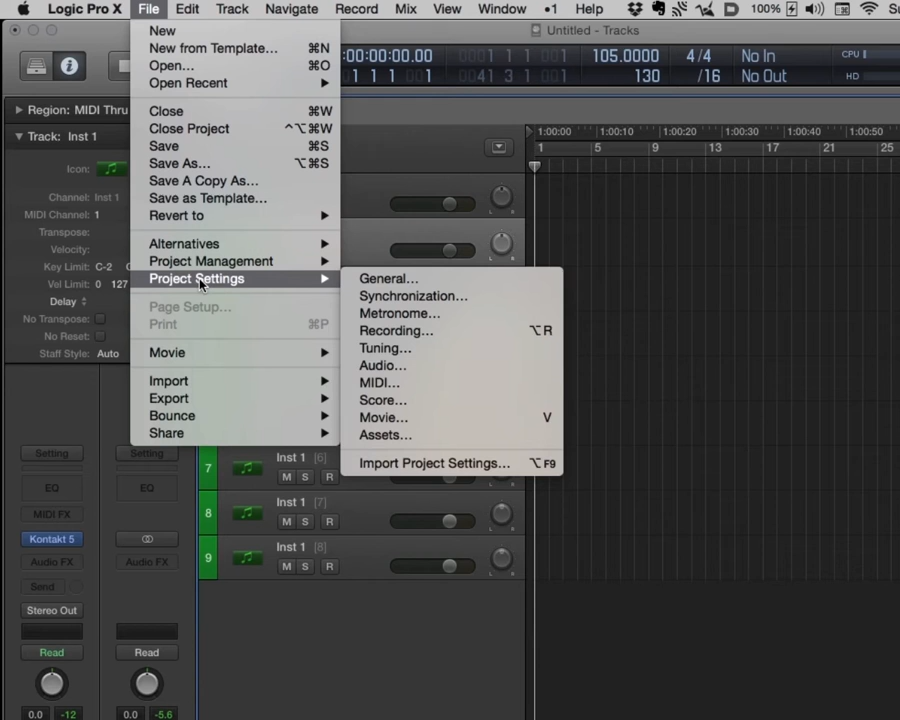 Logic Pro X File Edit Track Navigate Record Mix View Window •1 Help 100%
Untitled - Tracks
:00:00:00.00 105.0000 4/4 No In CPU
1 1 1 130 /16 No Out HD
New
New from Template... ⌘N
Open... ⌘O
Open Recent
Close ⌘W
Close Project ^⌥⌘W
Save ⌘S
Save As... ⌥⌘S
Save A Copy As...
Save as Template...
Revert to
Alternatives
Project Management
Project Settings
Page Setup...
Print ⌘P
Movie
Import
Export
Bounce
Share
General...
Synchronization...
Metronome...
Recording... ⌥R
Tuning...
Audio...
MIDI...
Score...
Movie... V
Assets...
Import Project Settings... ⌥F9
Region: MIDI Thru
Track: Inst 1
Icon:
Channel: Inst 1
MIDI Channel: 1
Transpose:
Velocity:
Key Limit: C-2
Vel Limit: 0 127
Delay
No Transpose:
No Reset:
Staff Style: Auto
1:00:00 1:00:10 1:00:20 1:00:30 1:00:40 1:00:50
1 5 9 13 17 21 25
7 Inst 1 [6]
M S R
8 Inst 1 [7]
M S R L R
9 Inst 1 [8]
M S R L R
Setting Setting
EQ EQ
MIDI FX
Kontakt 5
Audio FX Audio FX
Send
Stereo Out
Read Read
0.0 -12 0.0 -5.6